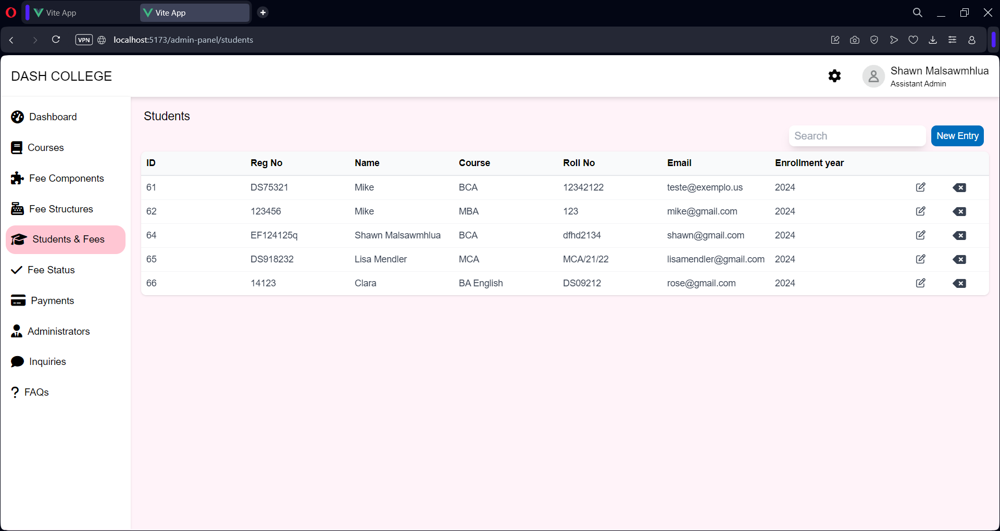 Vite App
Vite App
VPN localhost:5173/admin-panel/students
DASH COLLEGE
Shawn Malsawmhlua
Assistant Admin
Dashboard
Courses
Fee Components
Fee Structures
Students & Fees
Fee Status
Payments
Administrators
Inquiries
? FAQs
Students
Search New Entry
ID Reg No Name Course Roll No Email Enrollment year
61 DS75321 Mike BCA 12342122 teste@exemplo.us 2024
62 123456 Mike MBA 123 mike@gmail.com 2024
64 EF124125q Shawn Malsawmhlua BCA dfhd2134 shawn@gmail.com 2024
65 DS918232 Lisa Mendler MCA MCA/21/22 lisamendler@gmail.com 2024
66 14123 Clara BA English DS09212 rose@gmail.com 2024